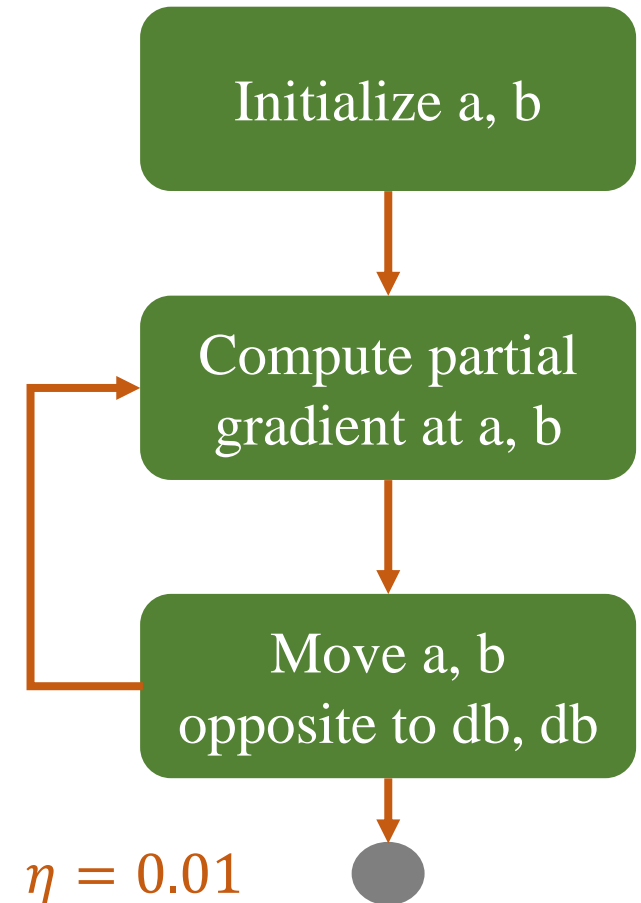 Initialize a, b
Compute partial
gradient at a, b
Move a, b
opposite to db, db
η = 0.01